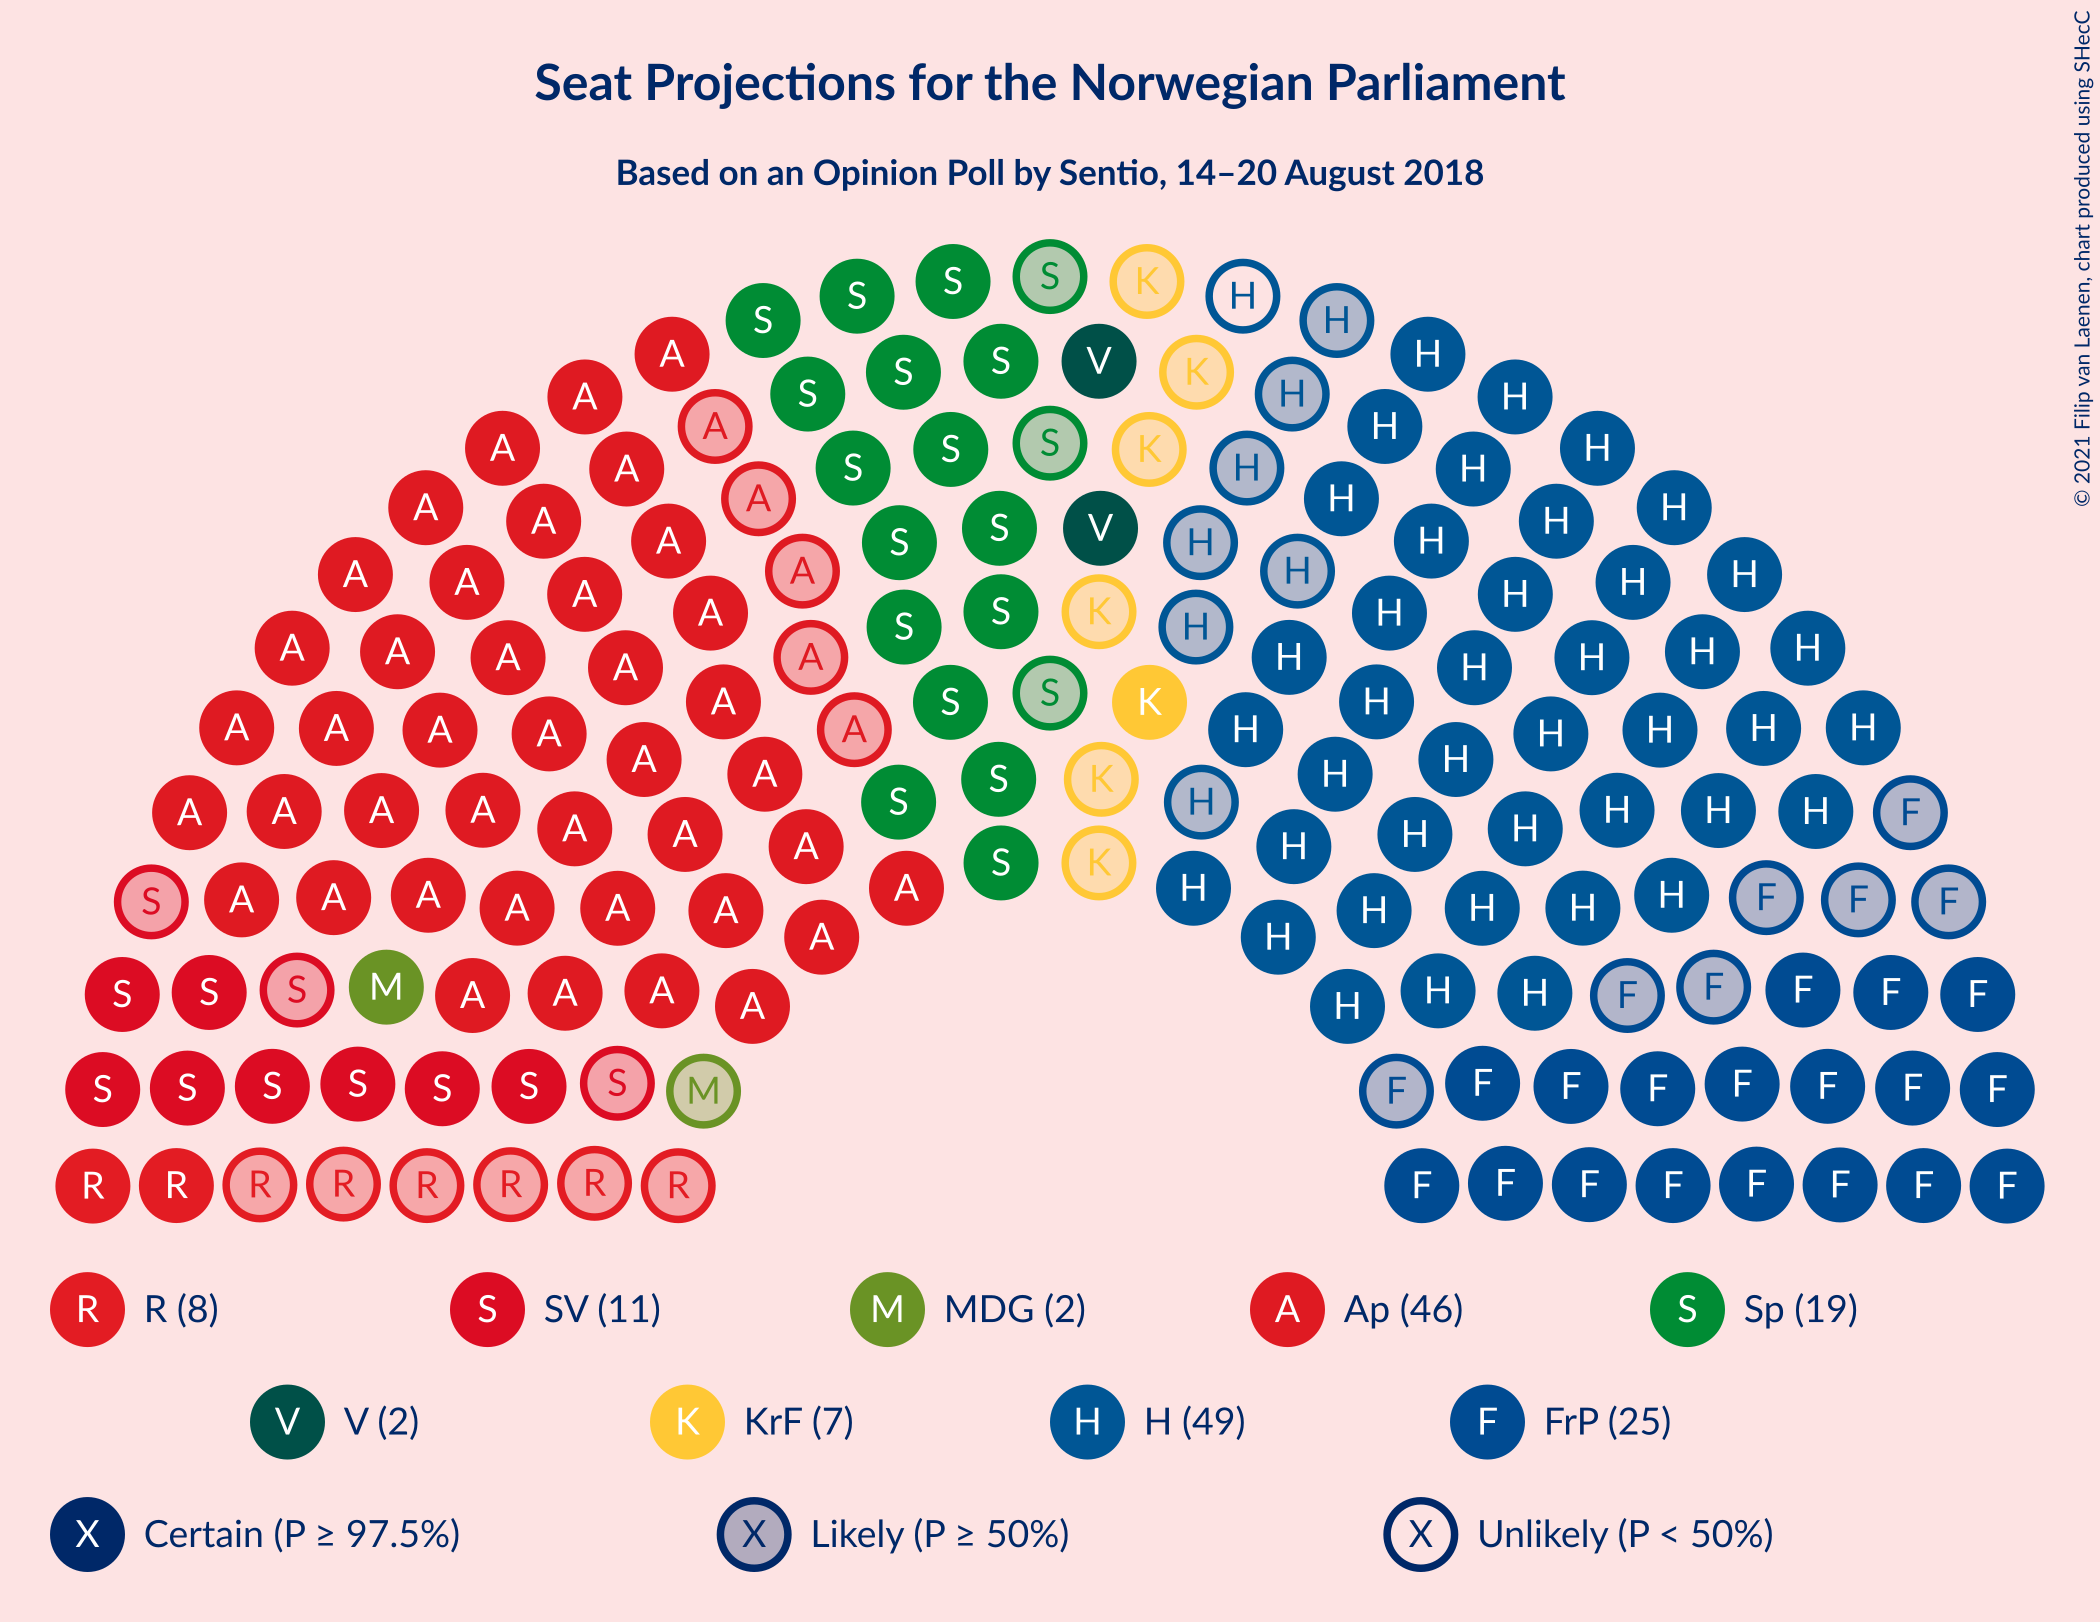 Seat Projections for the Norwegian Parliament
Based on an Opinion Poll by Sentio, 14–20 August 2018
© 2021 Filip van Laenen, chart produced using SHecC
S S S S K H H
A S S S V K H H
A A S S S K H H H
A A A S S V H H H H
A A A A S S K H H H H
A A A A A S S K H H H H H
A A A A A A S S K H H H H H H
A A A A A A A S K H H H H H H F
S A A A A A A A A H H H H H H F F F
S S S M A A A A H H H F F F F F
S S S S S S S M F F F F F F F F
R R R R R R R R F F F F F F F F
R R (8) S SV (11) M MDG (2) A Ap (46) S Sp (19)
V V (2) K KrF (7) H H (49) F FrP (25)
X Certain (P ≥ 97.5%) X Likely (P ≥ 50%) X Unlikely (P < 50%)